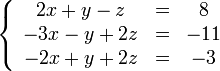 2x + y − z = 8
−3x − y + 2z = −11
−2x + y + 2z = −3